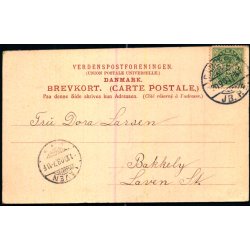 VERDENSPOSTFORENINGEN.
(UNION POSTALE UNIVERSELLE.)
DANMARK.
BREVKORT. (CARTE POSTALE.)
Paa denne Side skrives kun Adressen. (Côté réservé à l'adresse.)
Frü Dora Larsen
Bakkely
Laven St.